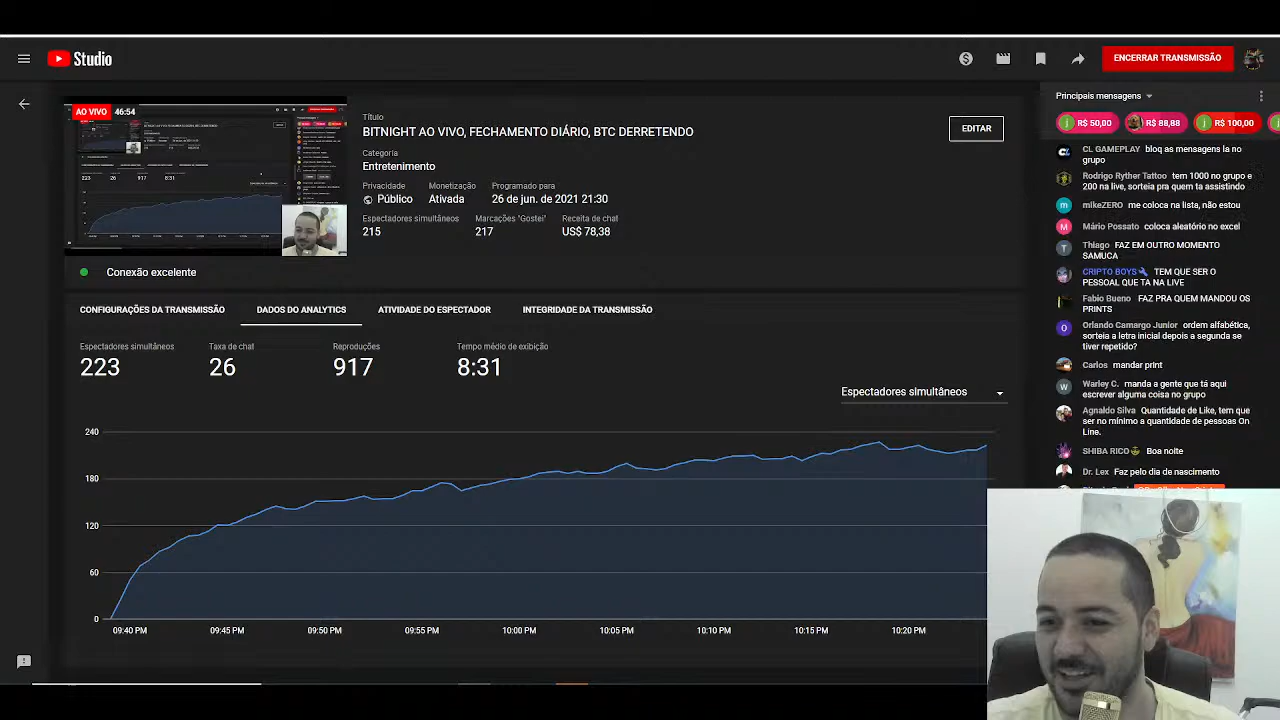 Studio
ENCERRAR TRANSMISSÃO
AO VIVO 46:54
Título
BITNIGHT AO VIVO, FECHAMENTO DIÁRIO, BTC DERRETENDO
EDITAR
Categoria
Entretenimento
Privacidade Monetização Programado para
Público Ativada 26 de jun. de 2021 21:30
Espectadores simultâneos Marcações "Gostei" Receita de chat
215 217 US$ 78,38
Conexão excelente
CONFIGURAÇÕES DA TRANSMISSÃO DADOS DO ANALYTICS ATIVIDADE DO ESPECTADOR INTEGRIDADE DA TRANSMISSÃO
Espectadores simultâneos Taxa de chat Reproduções Tempo médio de exibição
223 26 917 8:31
Espectadores simultâneos
240
180
120
60
0
09:40 PM 09:45 PM 09:50 PM 09:55 PM 10:00 PM 10:05 PM 10:10 PM 10:15 PM 10:20 PM
Principais mensagens
R$ 50,00 R$ 88,88 R$ 100,00
CL GAMEPLAY bloq as mensagens la no
grupo
Rodrigo Ryther Tattoo tem 1000 no grupo e
200 na live, sorteia pra quem ta assistindo
mIkeZERO me coloca na lista, não estou
Mário Possato coloca aleatório no excel
Thiago FAZ EM OUTRO MOMENTO
SAMUCA
CRIPTO BOYS TEM QUE SER O
PESSOAL QUE TA NA LIVE
Fabio Bueno FAZ PRA QUEM MANDOU OS
PRINTS
Orlando Camargo Junior ordem alfabética,
sorteia a letra inicial depois a segunda se
tiver repetido?
Carlos mandar print
Warley C. manda a gente que tá aqui
escrever alguma coisa no grupo
Agnaldo Silva Quantidade de Like, tem que
ser no mínimo a quantidade de pessoas On
Line.
SHIBA RICO Boa noite
Dr. Lex Faz pelo dia de nascimento